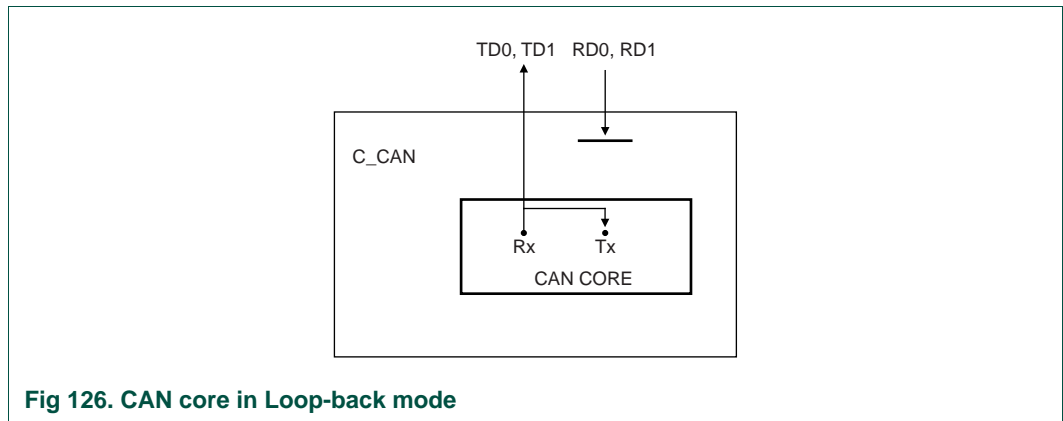 TD0, TD1 RD0, RD1
C_CAN
Rx Tx
CAN CORE
Fig 126. CAN core in Loop-back mode